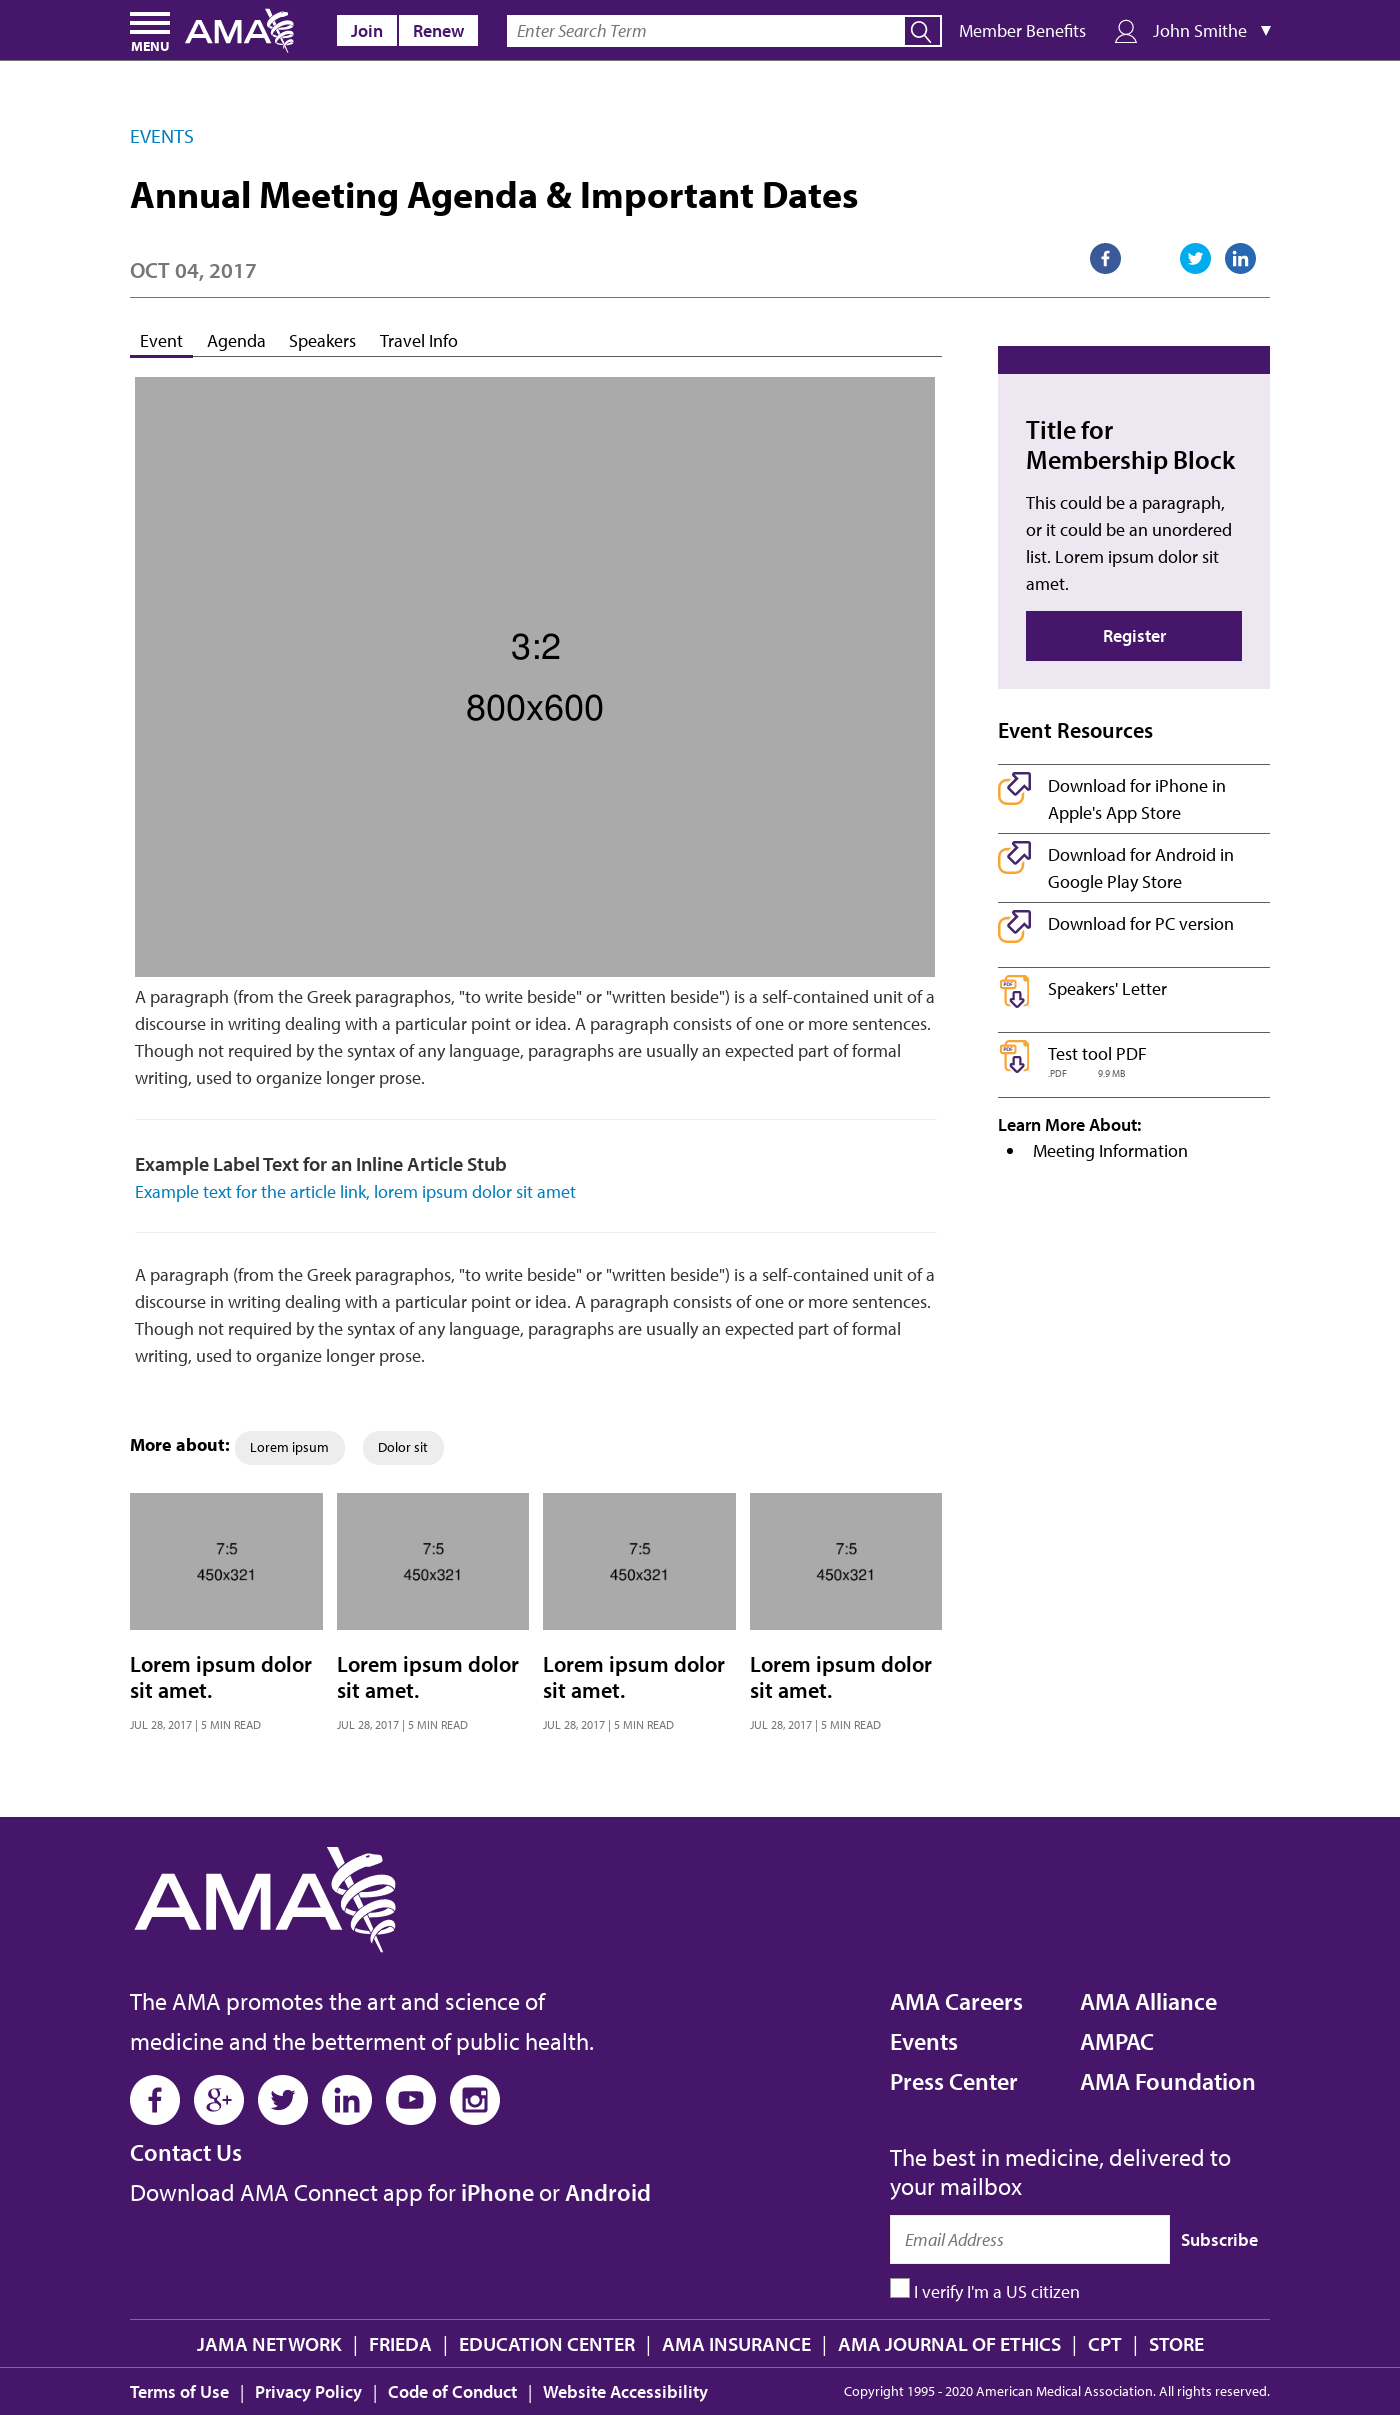 MENU
AMA
Join
Renew
Enter Search Term
Member Benefits
John Smithe
EVENTS
Annual Meeting Agenda & Important Dates
OCT 04, 2017
Event
Agenda
Speakers
Travel Info
3:2
800x600
A paragraph (from the Greek paragraphos, "to write beside" or "written beside") is a self-contained unit of a
discourse in writing dealing with a particular point or idea. A paragraph consists of one or more sentences.
Though not required by the syntax of any language, paragraphs are usually an expected part of formal
writing, used to organize longer prose.
Example Label Text for an Inline Article Stub
Example text for the article link, lorem ipsum dolor sit amet
A paragraph (from the Greek paragraphos, "to write beside" or "written beside") is a self-contained unit of a
discourse in writing dealing with a particular point or idea. A paragraph consists of one or more sentences.
Though not required by the syntax of any language, paragraphs are usually an expected part of formal
writing, used to organize longer prose.
Title for
Membership Block
This could be a paragraph,
or it could be an unordered
list. Lorem ipsum dolor sit
amet.
Register
Event Resources
Download for iPhone in
Apple's App Store
Download for Android in
Google Play Store
Download for PC version
PDF
Speakers' Letter
PDF
Test tool PDF
.PDF 9.9 MB
Learn More About:
Meeting Information
More about:
Lorem ipsum
Dolor sit
7:5
450x321
Lorem ipsum dolor
sit amet.
JUL 28, 2017 | 5 MIN READ
7:5
450x321
Lorem ipsum dolor
sit amet.
JUL 28, 2017 | 5 MIN READ
7:5
450x321
Lorem ipsum dolor
sit amet.
JUL 28, 2017 | 5 MIN READ
7:5
450x321
Lorem ipsum dolor
sit amet.
JUL 28, 2017 | 5 MIN READ
AMA
The AMA promotes the art and science of
medicine and the betterment of public health.
Contact Us
Download AMA Connect app for iPhone or Android
AMA Careers
Events
Press Center
AMA Alliance
AMPAC
AMA Foundation
The best in medicine, delivered to
your mailbox
Email Address
Subscribe
I verify I'm a US citizen
JAMA NETWORK | FRIEDA | EDUCATION CENTER | AMA INSURANCE | AMA JOURNAL OF ETHICS | CPT | STORE
Terms of Use | Privacy Policy | Code of Conduct | Website Accessibility
Copyright 1995 - 2020 American Medical Association. All rights reserved.